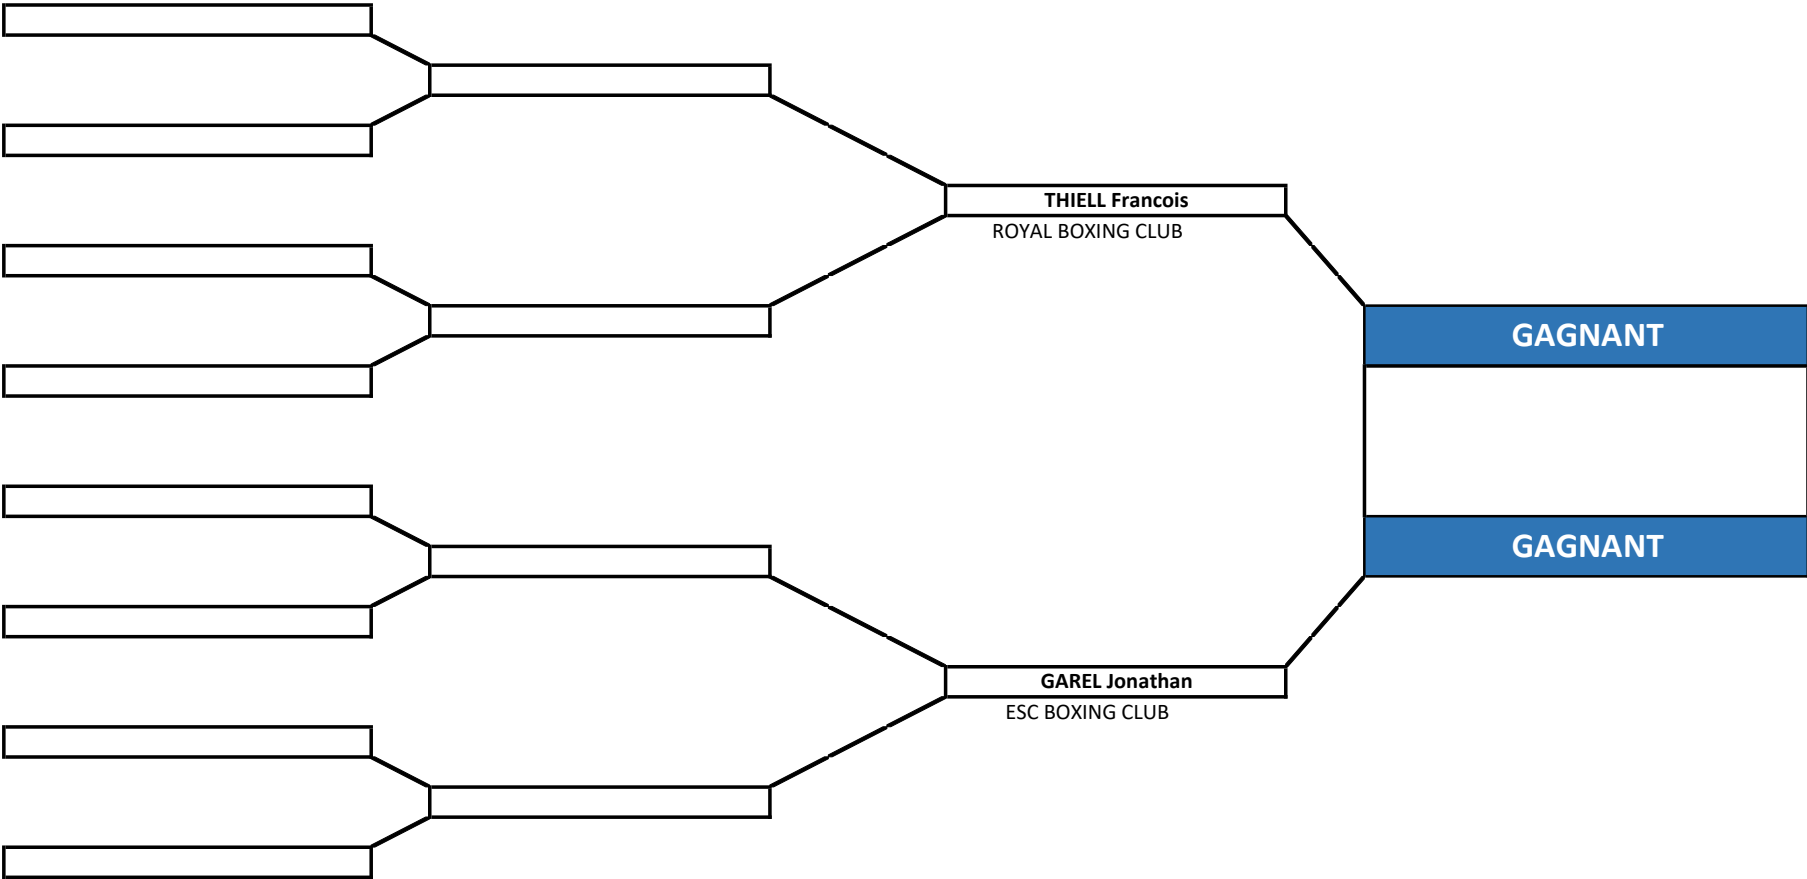 THIELL Francois
ROYAL BOXING CLUB
GAGNANT
GAGNANT
GAREL Jonathan
ESC BOXING CLUB